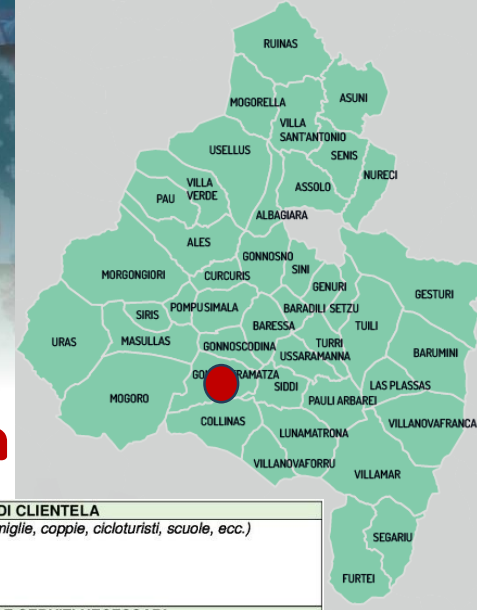 RUINAS
ASUNI
MOGORELLA
VILLA
SANT'ANTONIO
USELLUS
SENIS
NURECI
VILLA
VERDE
ASSOLO
PAU
ALBAGIARA
ALES
GONNOSNO
SINI
MORGONGIORI
CURCURIS
GENURI
GESTURI
POMPU
SIMALA
BARADILI
SETZU
SIRIS
BARESSA
TUILI
URAS
MASULLAS
GONNOSCODINA
TURRI
USSARAMANNA
BARUMINI
SIDDI
LAS PLASSAS
MOGORO
PAULI ARBAREI
COLLINAS
VILLANOVAFRANCA
LUNAMATRONA
VILLANOVAFORRU
VILLAMAR
SEGARIU
FURTEI
DI CLIENTELA
niglie, coppie, cicloturisti, scuole, ecc.)